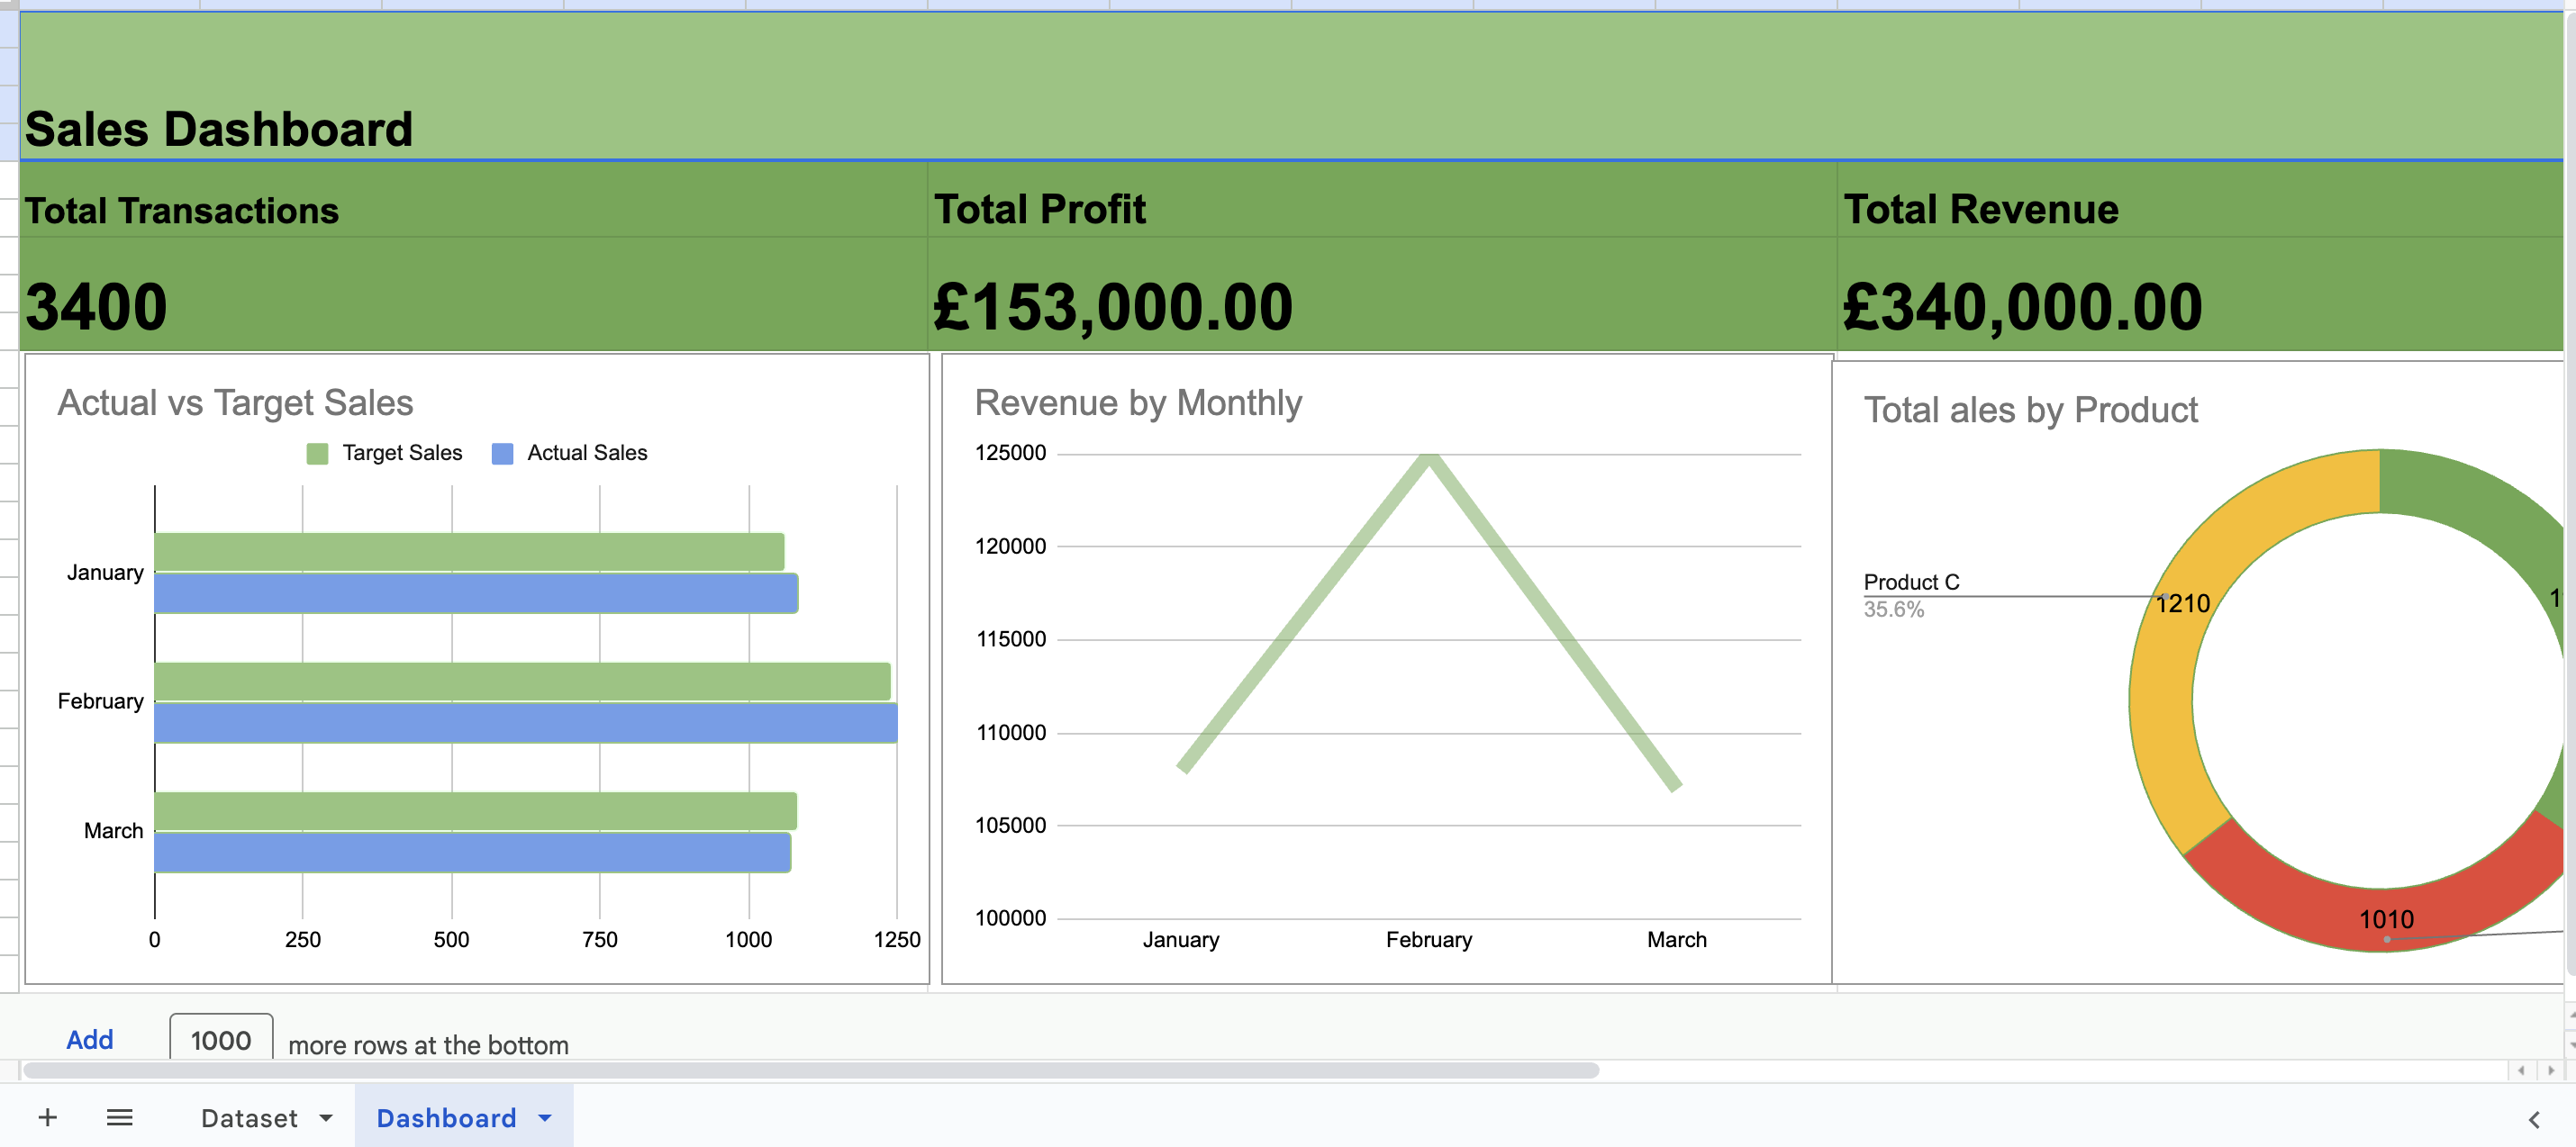 Sales Dashboard
Total Transactions
Total Profit
Total Revenue
3400
£153,000.00
£340,000.00
Actual vs Target Sales
Target Sales
Actual Sales
January
February
March
0
250
500
750
1000
1250
Revenue by Monthly
125000
120000
115000
110000
105000
100000
January
February
March
Total ales by Product
Product C
35.6%
1210
1010
Add
1000
more rows at the bottom
Dataset
Dashboard